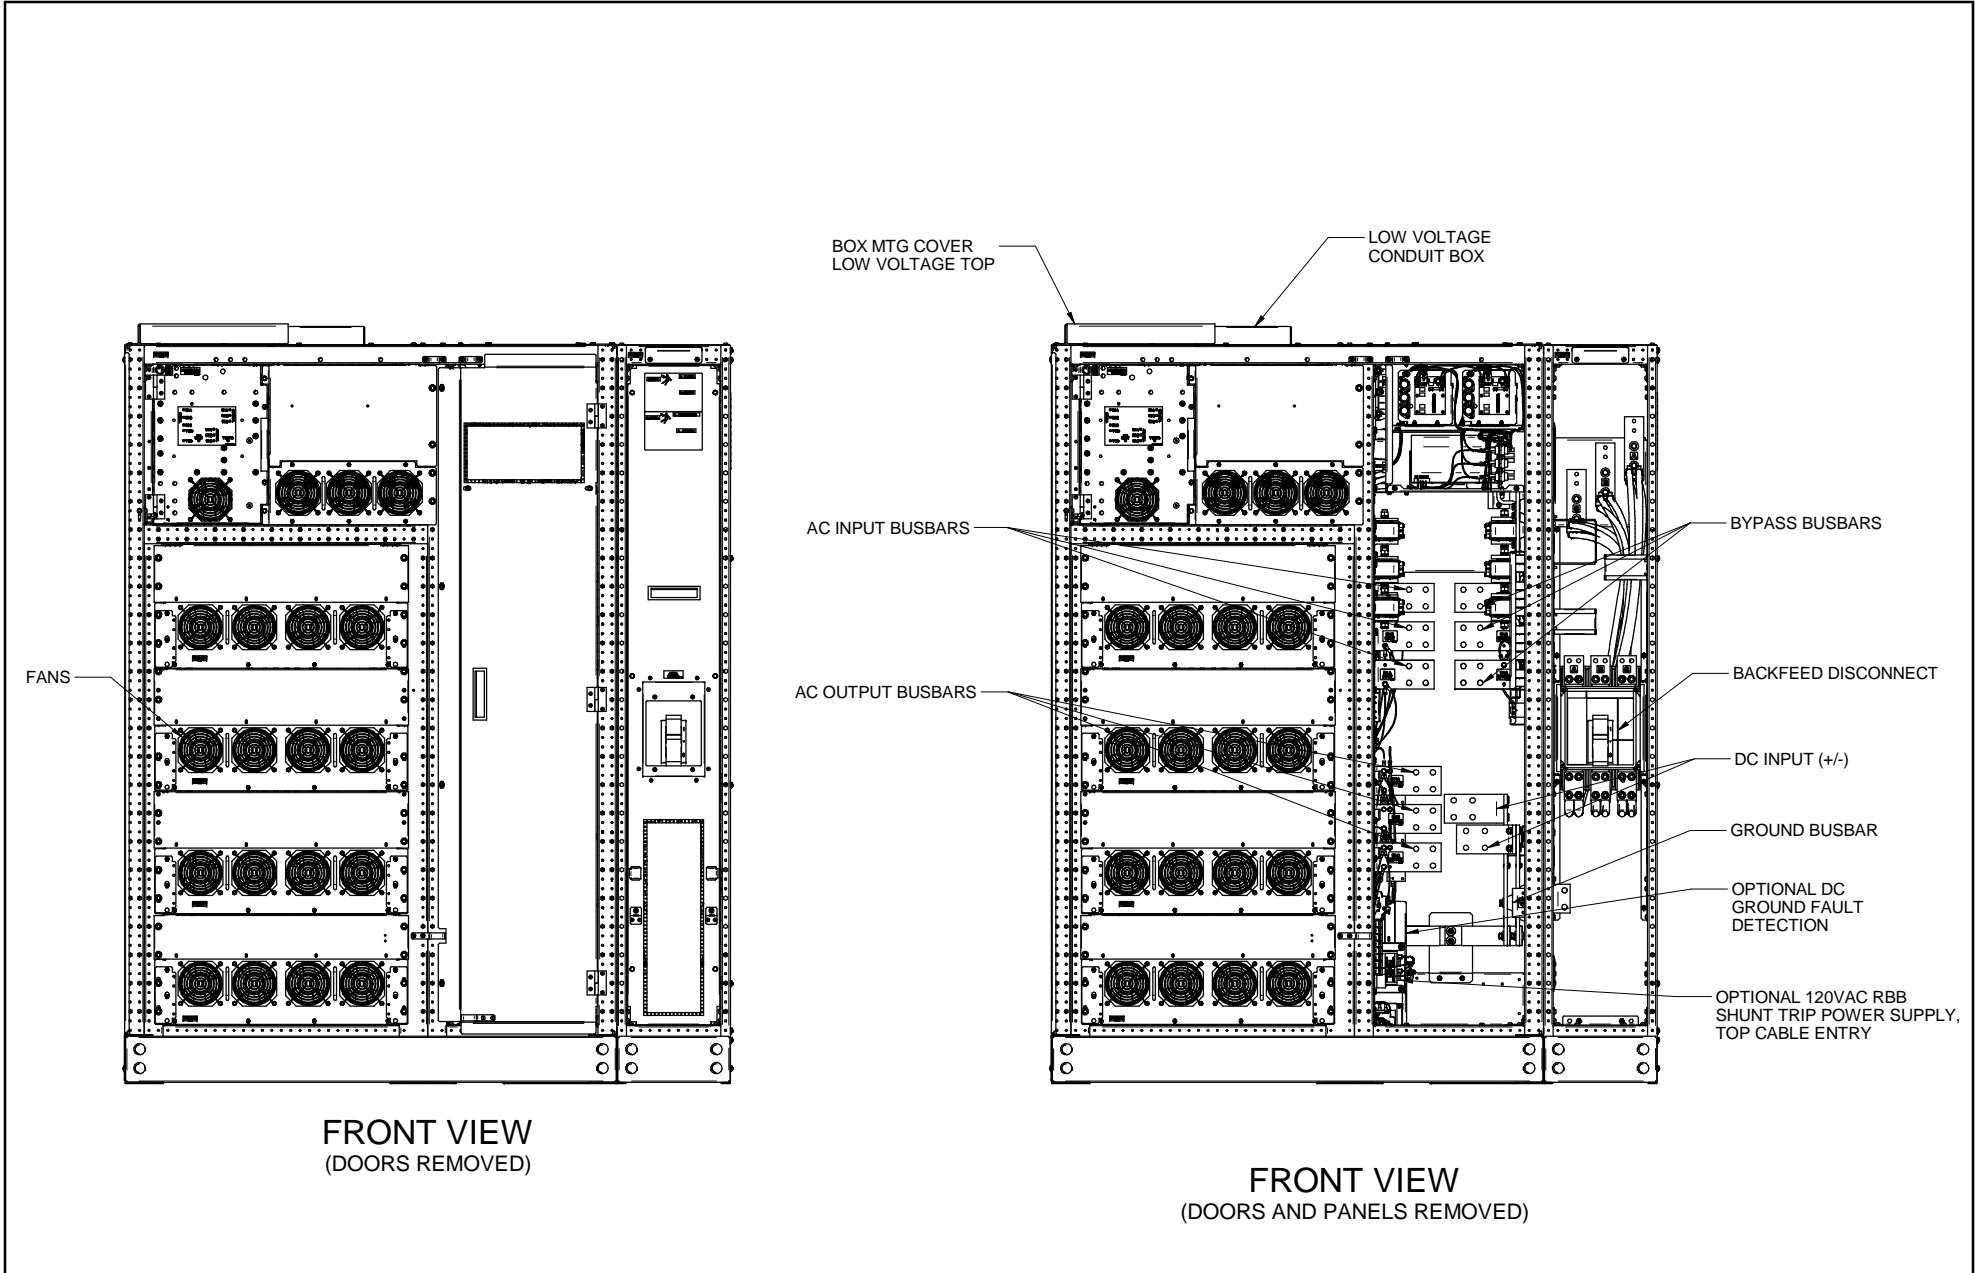 BOX MTG COVER
LOW VOLTAGE TOP
LOW VOLTAGE
CONDUIT BOX
AC INPUT BUSBARS
BYPASS BUSBARS
FANS
AC OUTPUT BUSBARS
BACKFEED DISCONNECT
DC INPUT (+/-)
GROUND BUSBAR
OPTIONAL DC
GROUND FAULT
DETECTION
OPTIONAL 120VAC RBB
SHUNT TRIP POWER SUPPLY,
TOP CABLE ENTRY
FRONT VIEW
(DOORS REMOVED)
FRONT VIEW
(DOORS AND PANELS REMOVED)